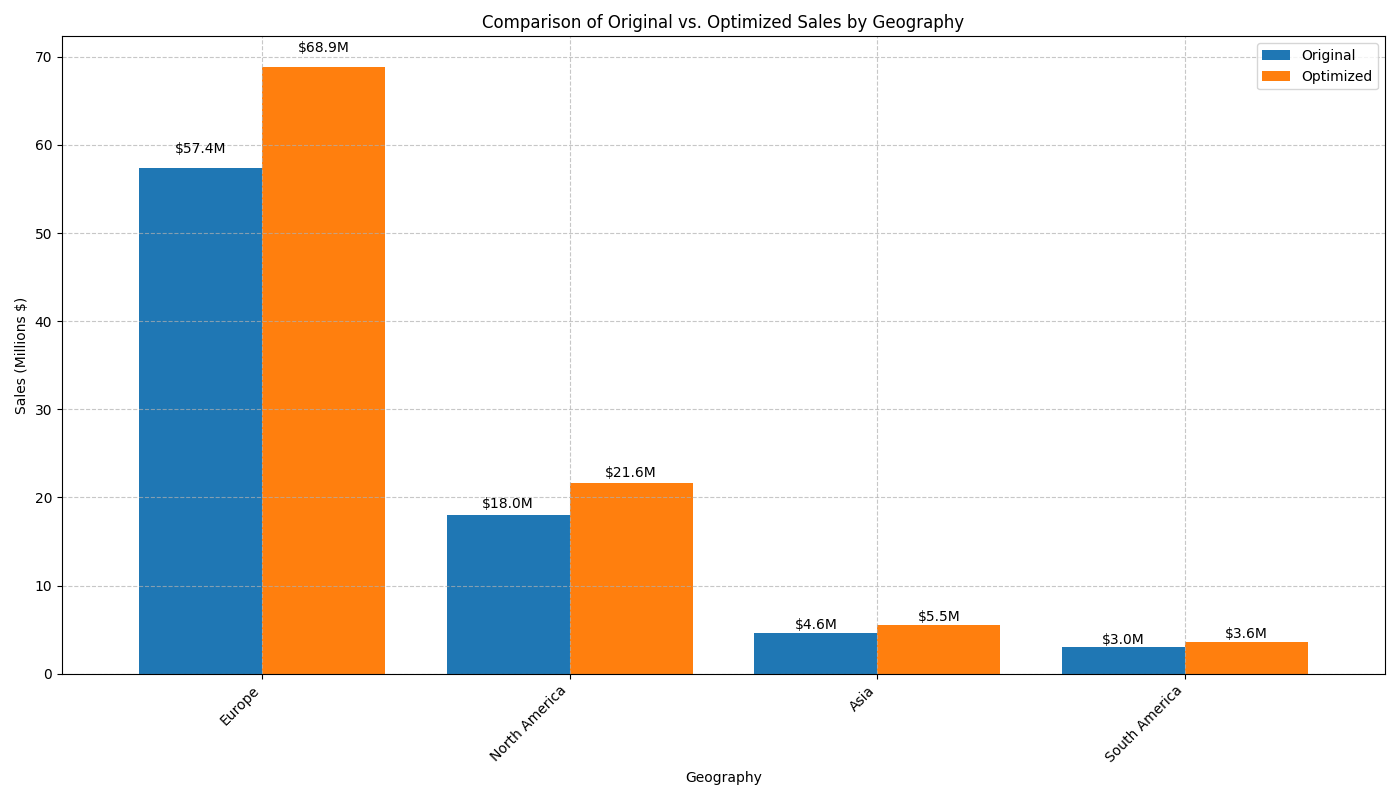 Comparison of Original vs. Optimized Sales by Geography
Original
Optimized
Sales (Millions $)
70
60
50
40
30
20
10
0
$57.4M
$68.9M
$18.0M
$21.6M
$4.6M
$5.5M
$3.0M
$3.6M
Europe
North America
Asia
South America
Geography